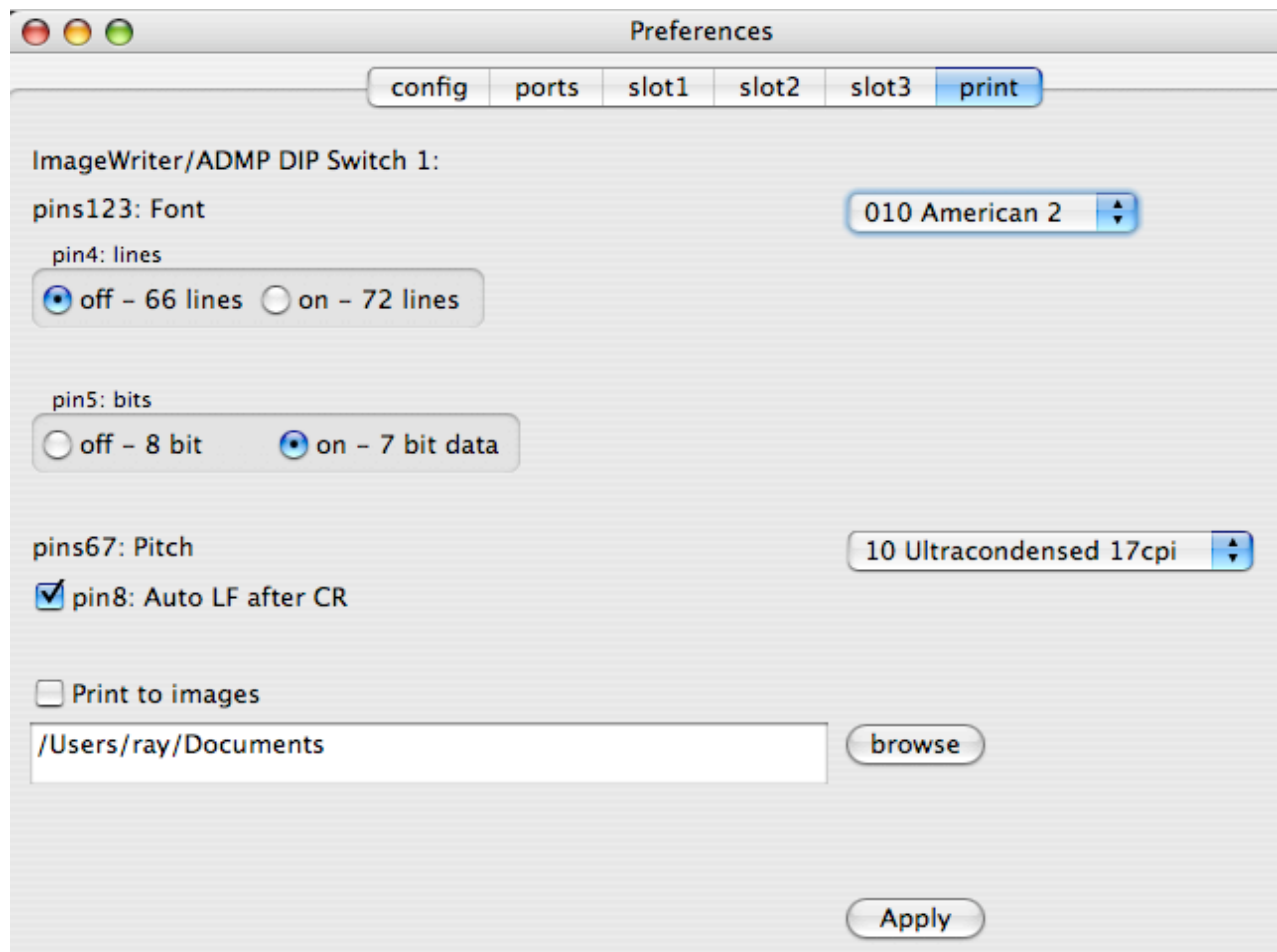 Preferences
config ports slot1 slot2 slot3 print
ImageWriter/ADMP DIP Switch 1:
pins123: Font 010 American 2
pin4: lines
off – 66 lines on – 72 lines
pin5: bits
off – 8 bit on – 7 bit data
pins67: Pitch 10 Ultracondensed 17cpi
pin8: Auto LF after CR
Print to images
/Users/ray/Documents browse
Apply